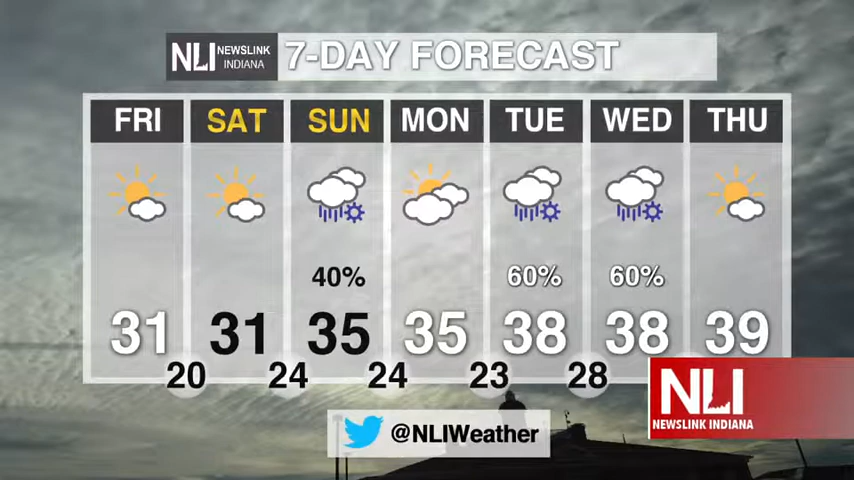 NLI NEWSLINK INDIANA 7-DAY FORECAST
FRI SAT SUN MON TUE WED THU
40% 60% 60%
31 31 35 35 38 38 39
20 24 24 23 28
NLI
NEWSLINK INDIANA
@NLIWeather